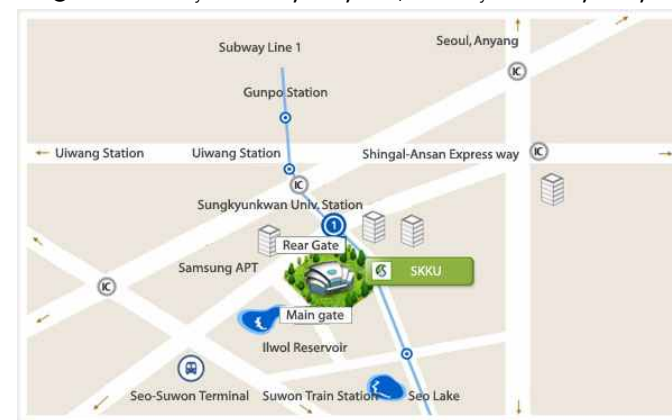 Subway Line 1
Seoul, Anyang
IC
Gunpo Station
Uiwang Station
Uiwang Station
Shingal-Ansan Express way
IC
IC
Sungkyunkwan Univ. Station
1
Rear Gate
Samsung APT
SKKU
IC
Main gate
Ilwol Reservoir
Seo-Suwon Terminal
Suwon Train Station
Seo Lake